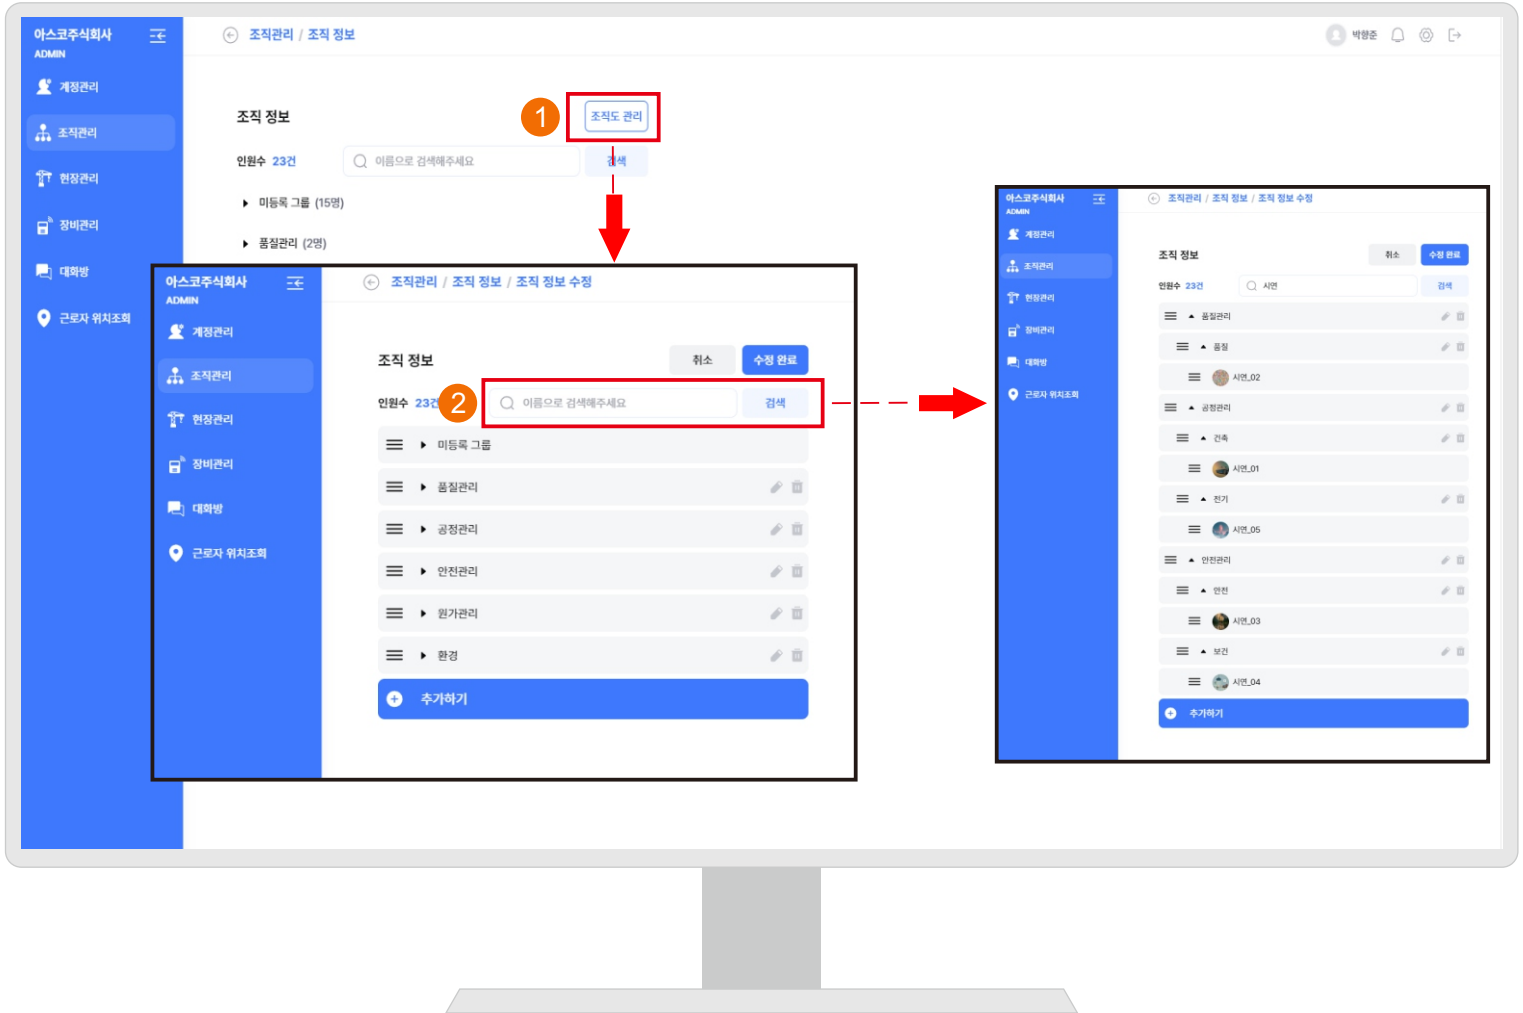 아스코주식회사
ADMIN
계정관리
조직관리
현장관리
장비관리
대화방
근로자 위치조회
조직관리 / 조직 정보
박향준
조직 정보
1
조직도 관리
인원수 23건
이름으로 검색해주세요
검색
미등록 그룹 (15명)
품질관리 (2명)
아스코주식회사
ADMIN
계정관리
조직관리
현장관리
장비관리
대화방
근로자 위치조회
조직관리 / 조직 정보 / 조직 정보 수정
조직 정보
취소
수정 완료
인원수 23건
2
이름으로 검색해주세요
검색
미등록 그룹
품질관리
공정관리
안전관리
원가관리
환경
추가하기
아스코주식회사
ADMIN
계정관리
조직관리
현장관리
장비관리
대화방
근로자 위치조회
조직관리 / 조직 정보 / 조직 정보 수정
조직 정보
취소
수정 완료
인원수 23건
시연
검색
품질관리
품질
시연_02
공정관리
건축
시연_01
전기
시연_05
안전관리
안전
시연_03
보건
시연_04
추가하기